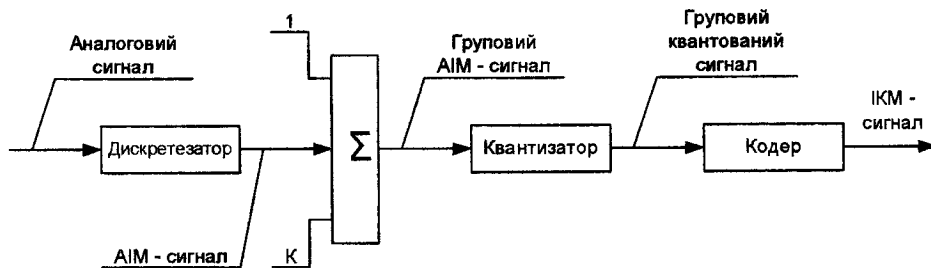 1
Аналоговий
сигнал
Груповий
АІМ - сигнал
Груповий
квантований
сигнал
ІКМ -
сигнал
Дискретезатор
Σ
Квантизатор
Кодер
АІМ - сигнал
К